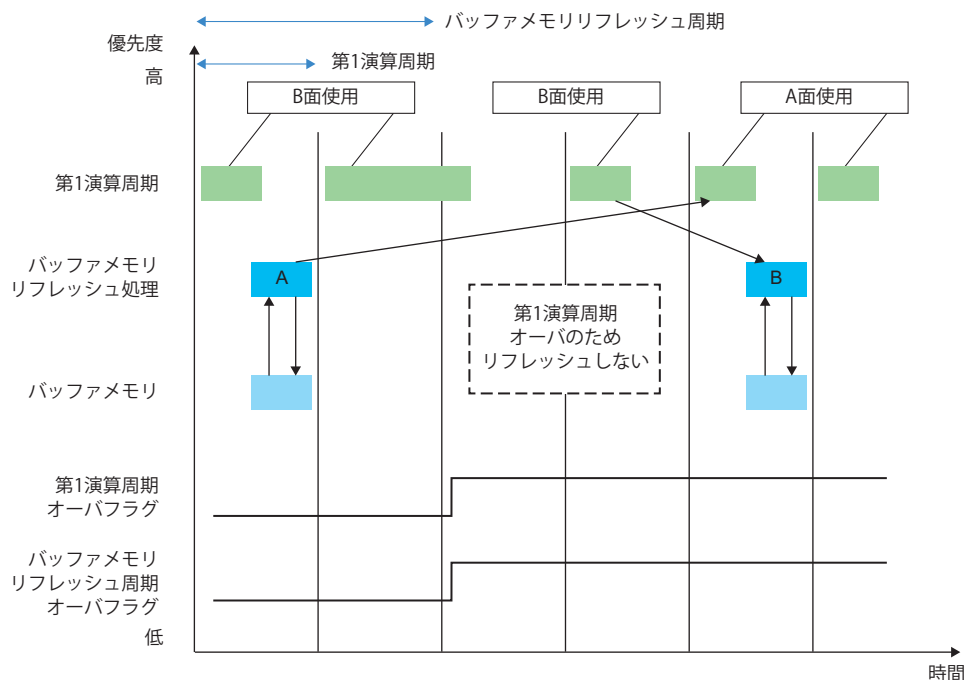 バッファメモリリフレッシュ周期
優先度
高
第1演算周期
B面使用
B面使用
A面使用
第1演算周期
バッファメモリ
リフレッシュ処理
A
B
第1演算周期
オーバのため
リフレッシュしない
バッファメモリ
第1演算周期
オーバフラグ
バッファメモリ
リフレッシュ周期
オーバフラグ
低
時間